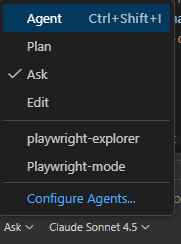 Agent Ctrl+Shift+I
Plan
Ask
Edit
playwright-explorer
Playwright-mode
Configure Agents...
Ask Claude Sonnet 4.5